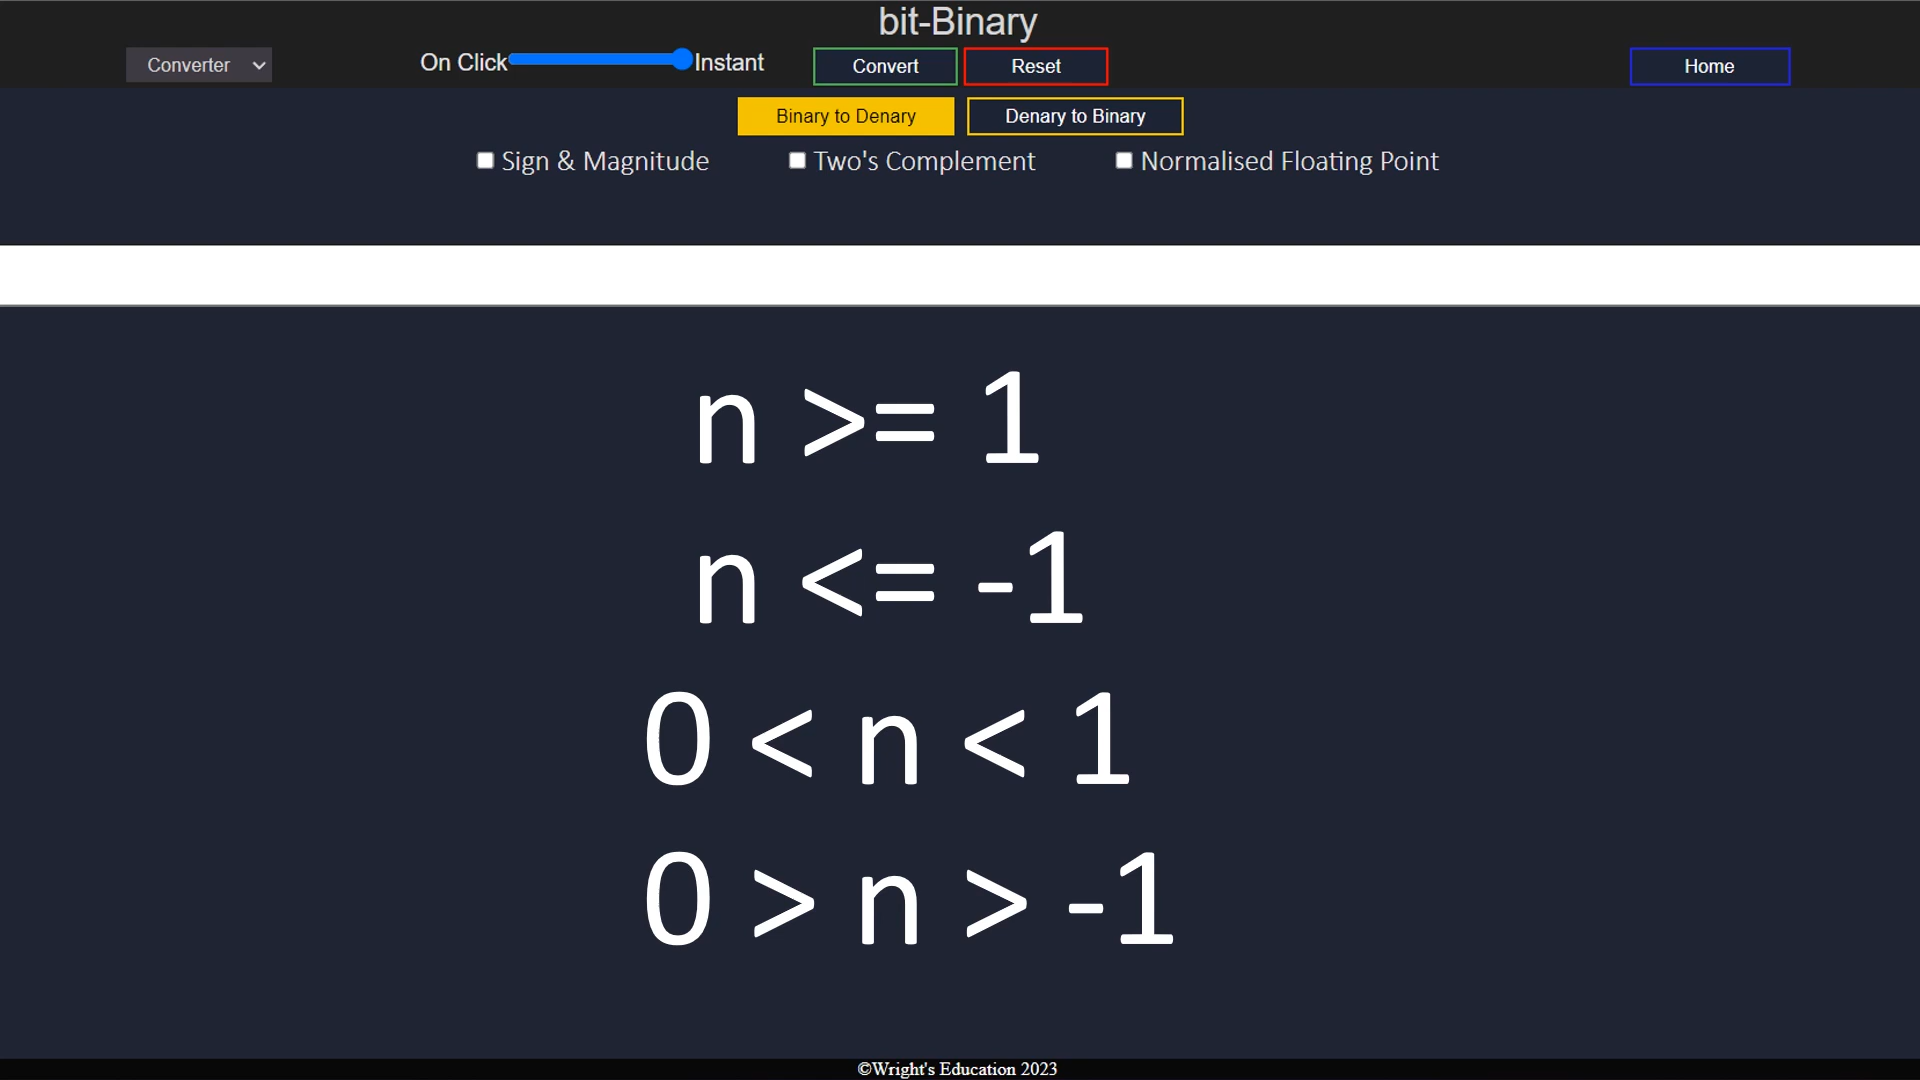 bit-Binary
Converter On Click Instant Convert Reset Home
Binary to Denary Denary to Binary
Sign & Magnitude Two's Complement Normalised Floating Point
n >= 1
n <= -1
0 < n < 1
0 > n > -1
©Wright's Education 2023